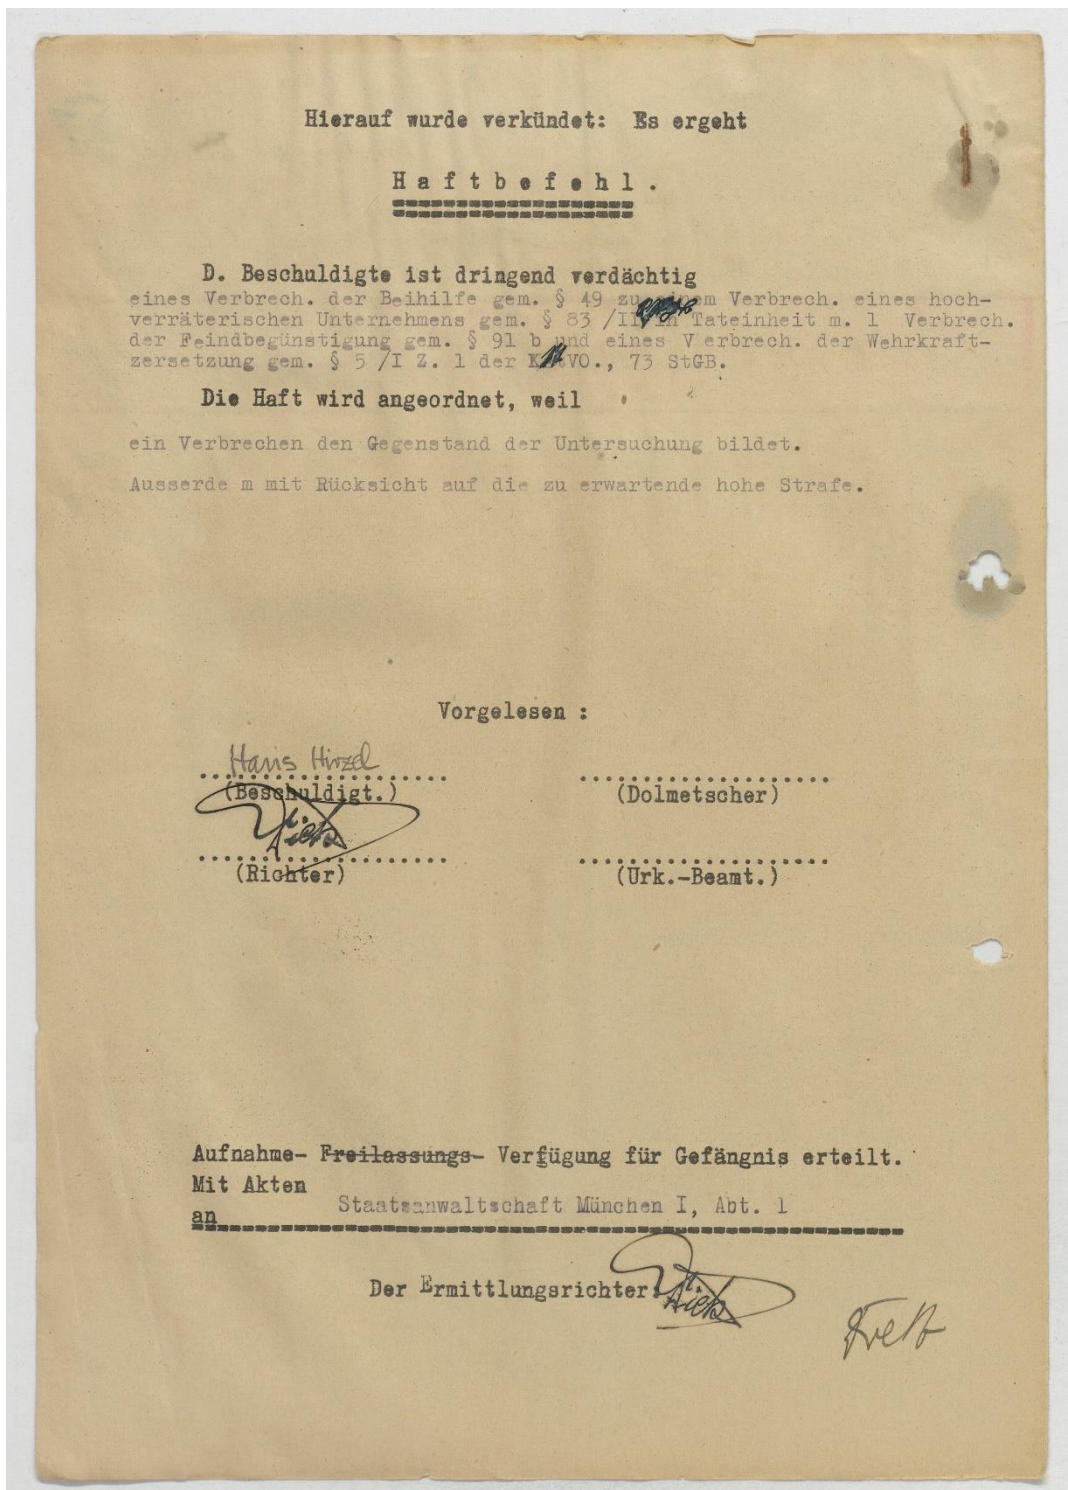 Hierauf wurde verkündet: Es ergeht
Haftbefehl.
D. Beschuldigte ist dringend verdächtig
eines Verbrech. der Beihilfe gem. § 49 zu einem Verbrech. eines hoch-
verräterischen Unternehmens gem. § 83 /II in Tateinheit m. 1 Verbrech.
der Feindbegünstigung gem. § 91 b und eines V erbrech. der Wehrkraft-
zersetzung gem. § 5 /I Z. 1 der VO., 73 StGB.
Die Haft wird angeordnet, weil
ein Verbrechen den Gegenstand der Untersuchung bildet.
Ausserde m mit Rücksicht auf die zu erwartende hohe Strafe.
Vorgelesen :
Hans Hirzel
(Beschuldigt.) (Dolmetscher)
(Richter) (Urk.-Beamt.)
Aufnahme- Freilassungs- Verfügung für Gefängnis erteilt.
Mit Akten
an Staatsanwaltschaft München I, Abt. 1
Der Ermittlungsrichter: